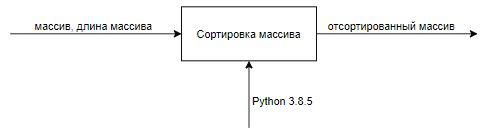 массив, длина массива
Сортировка массива
отсортированный массив
Python 3.8.5